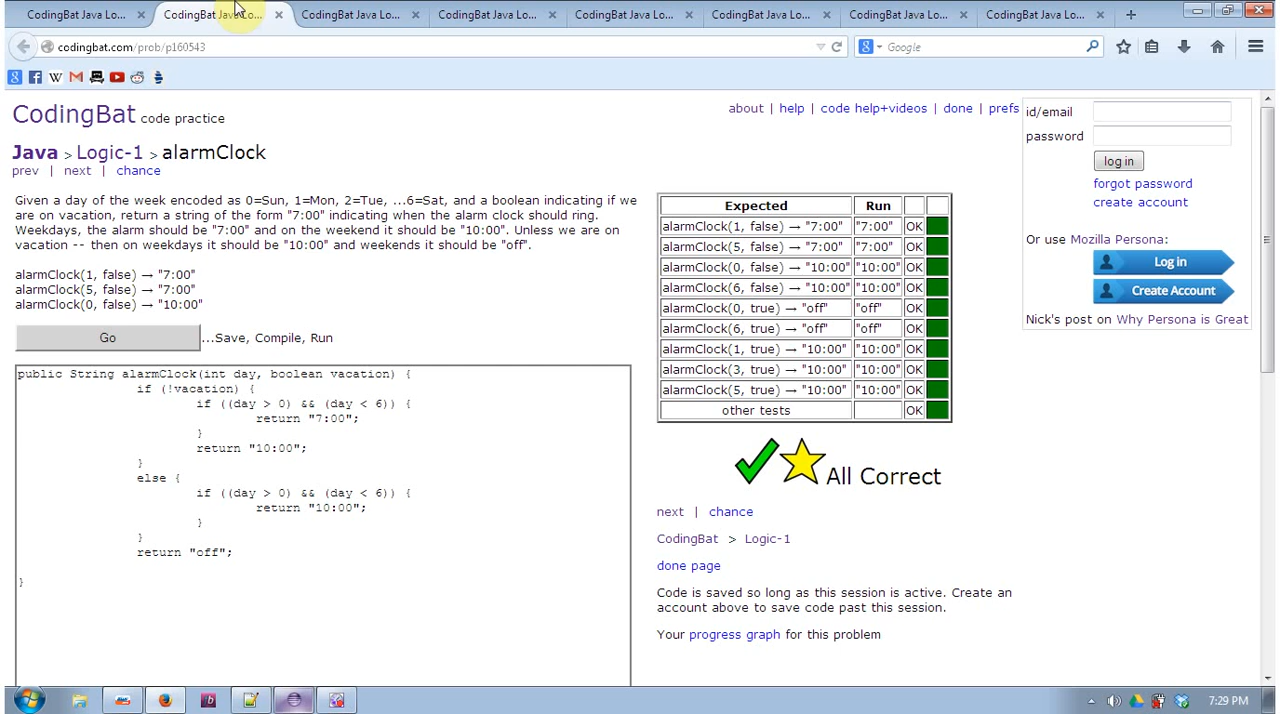 CodingBat Java Lo...
CodingBat Java Lo...
CodingBat Java Lo...
CodingBat Java Lo...
CodingBat Java Lo...
CodingBat Java Lo...
CodingBat Java Lo...
CodingBat Java Lo...
codingbat.com/prob/p160543
Google
CodingBat code practice
about | help | code help+videos | done | prefs
id/email
password
log in
forgot password
create account
Or use Mozilla Persona:
Log in
Create Account
Nick's post on Why Persona is Great
Java > Logic-1 > alarmClock
prev | next | chance
Given a day of the week encoded as 0=Sun, 1=Mon, 2=Tue, ...6=Sat, and a boolean indicating if we
are on vacation, return a string of the form "7:00" indicating when the alarm clock should ring.
Weekdays, the alarm should be "7:00" and on the weekend it should be "10:00". Unless we are on
vacation -- then on weekdays it should be "10:00" and weekends it should be "off".
alarmClock(1, false) → "7:00"
alarmClock(5, false) → "7:00"
alarmClock(0, false) → "10:00"
Go ...Save, Compile, Run
public String alarmClock(int day, boolean vacation) {
if (!vacation) {
if ((day > 0) && (day < 6)) {
return "7:00";
}
return "10:00";
}
else {
if ((day > 0) && (day < 6)) {
return "10:00";
}
}
return "off";
}
Expected Run
alarmClock(1, false) → "7:00" "7:00" OK
alarmClock(5, false) → "7:00" "7:00" OK
alarmClock(0, false) → "10:00" "10:00" OK
alarmClock(6, false) → "10:00" "10:00" OK
alarmClock(0, true) → "off" "off" OK
alarmClock(6, true) → "off" "off" OK
alarmClock(1, true) → "10:00" "10:00" OK
alarmClock(3, true) → "10:00" "10:00" OK
alarmClock(5, true) → "10:00" "10:00" OK
other tests OK
All Correct
next | chance
CodingBat > Logic-1
done page
Code is saved so long as this session is active. Create an
account above to save code past this session.
Your progress graph for this problem
7:29 PM